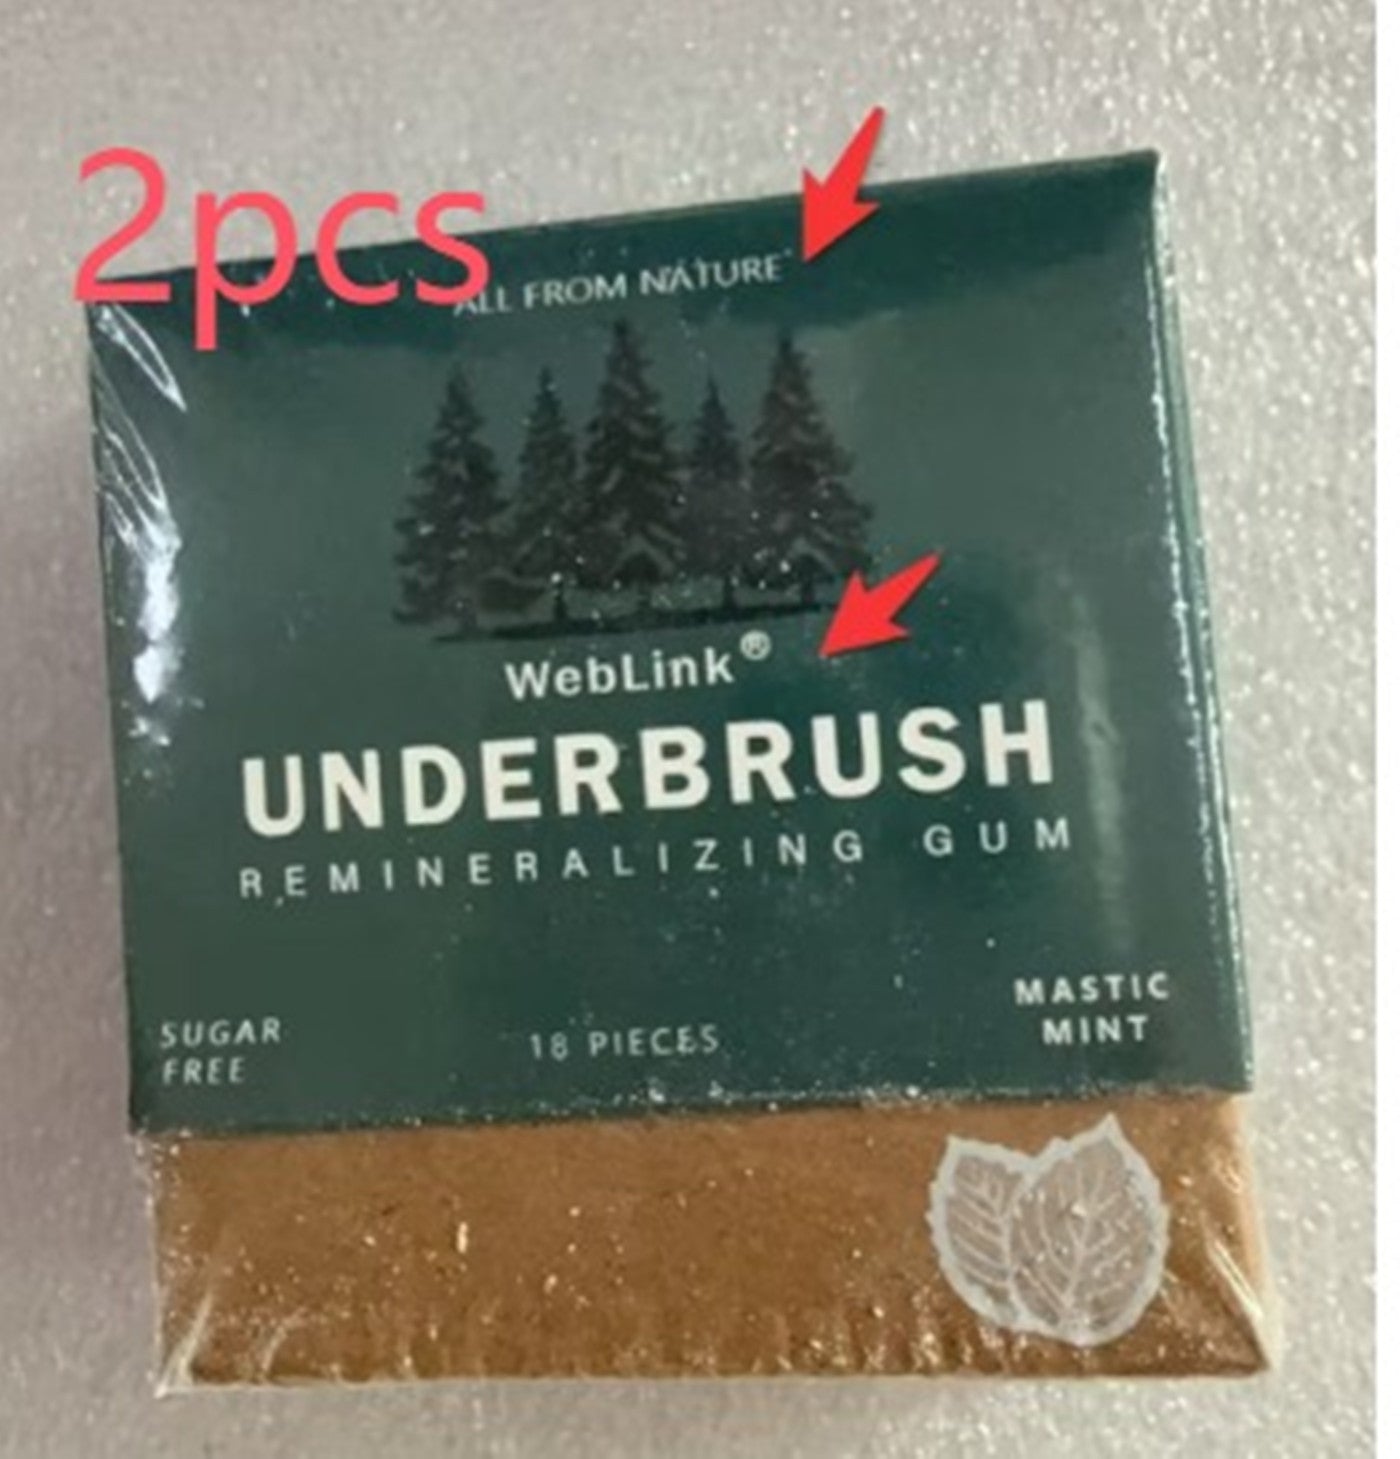 2pcs
ALL FROM NATURE
WebLink®
UNDERBRUSH
REMINERALIZING GUM
SUGAR
FREE
18 PIECES
MASTIC
MINT